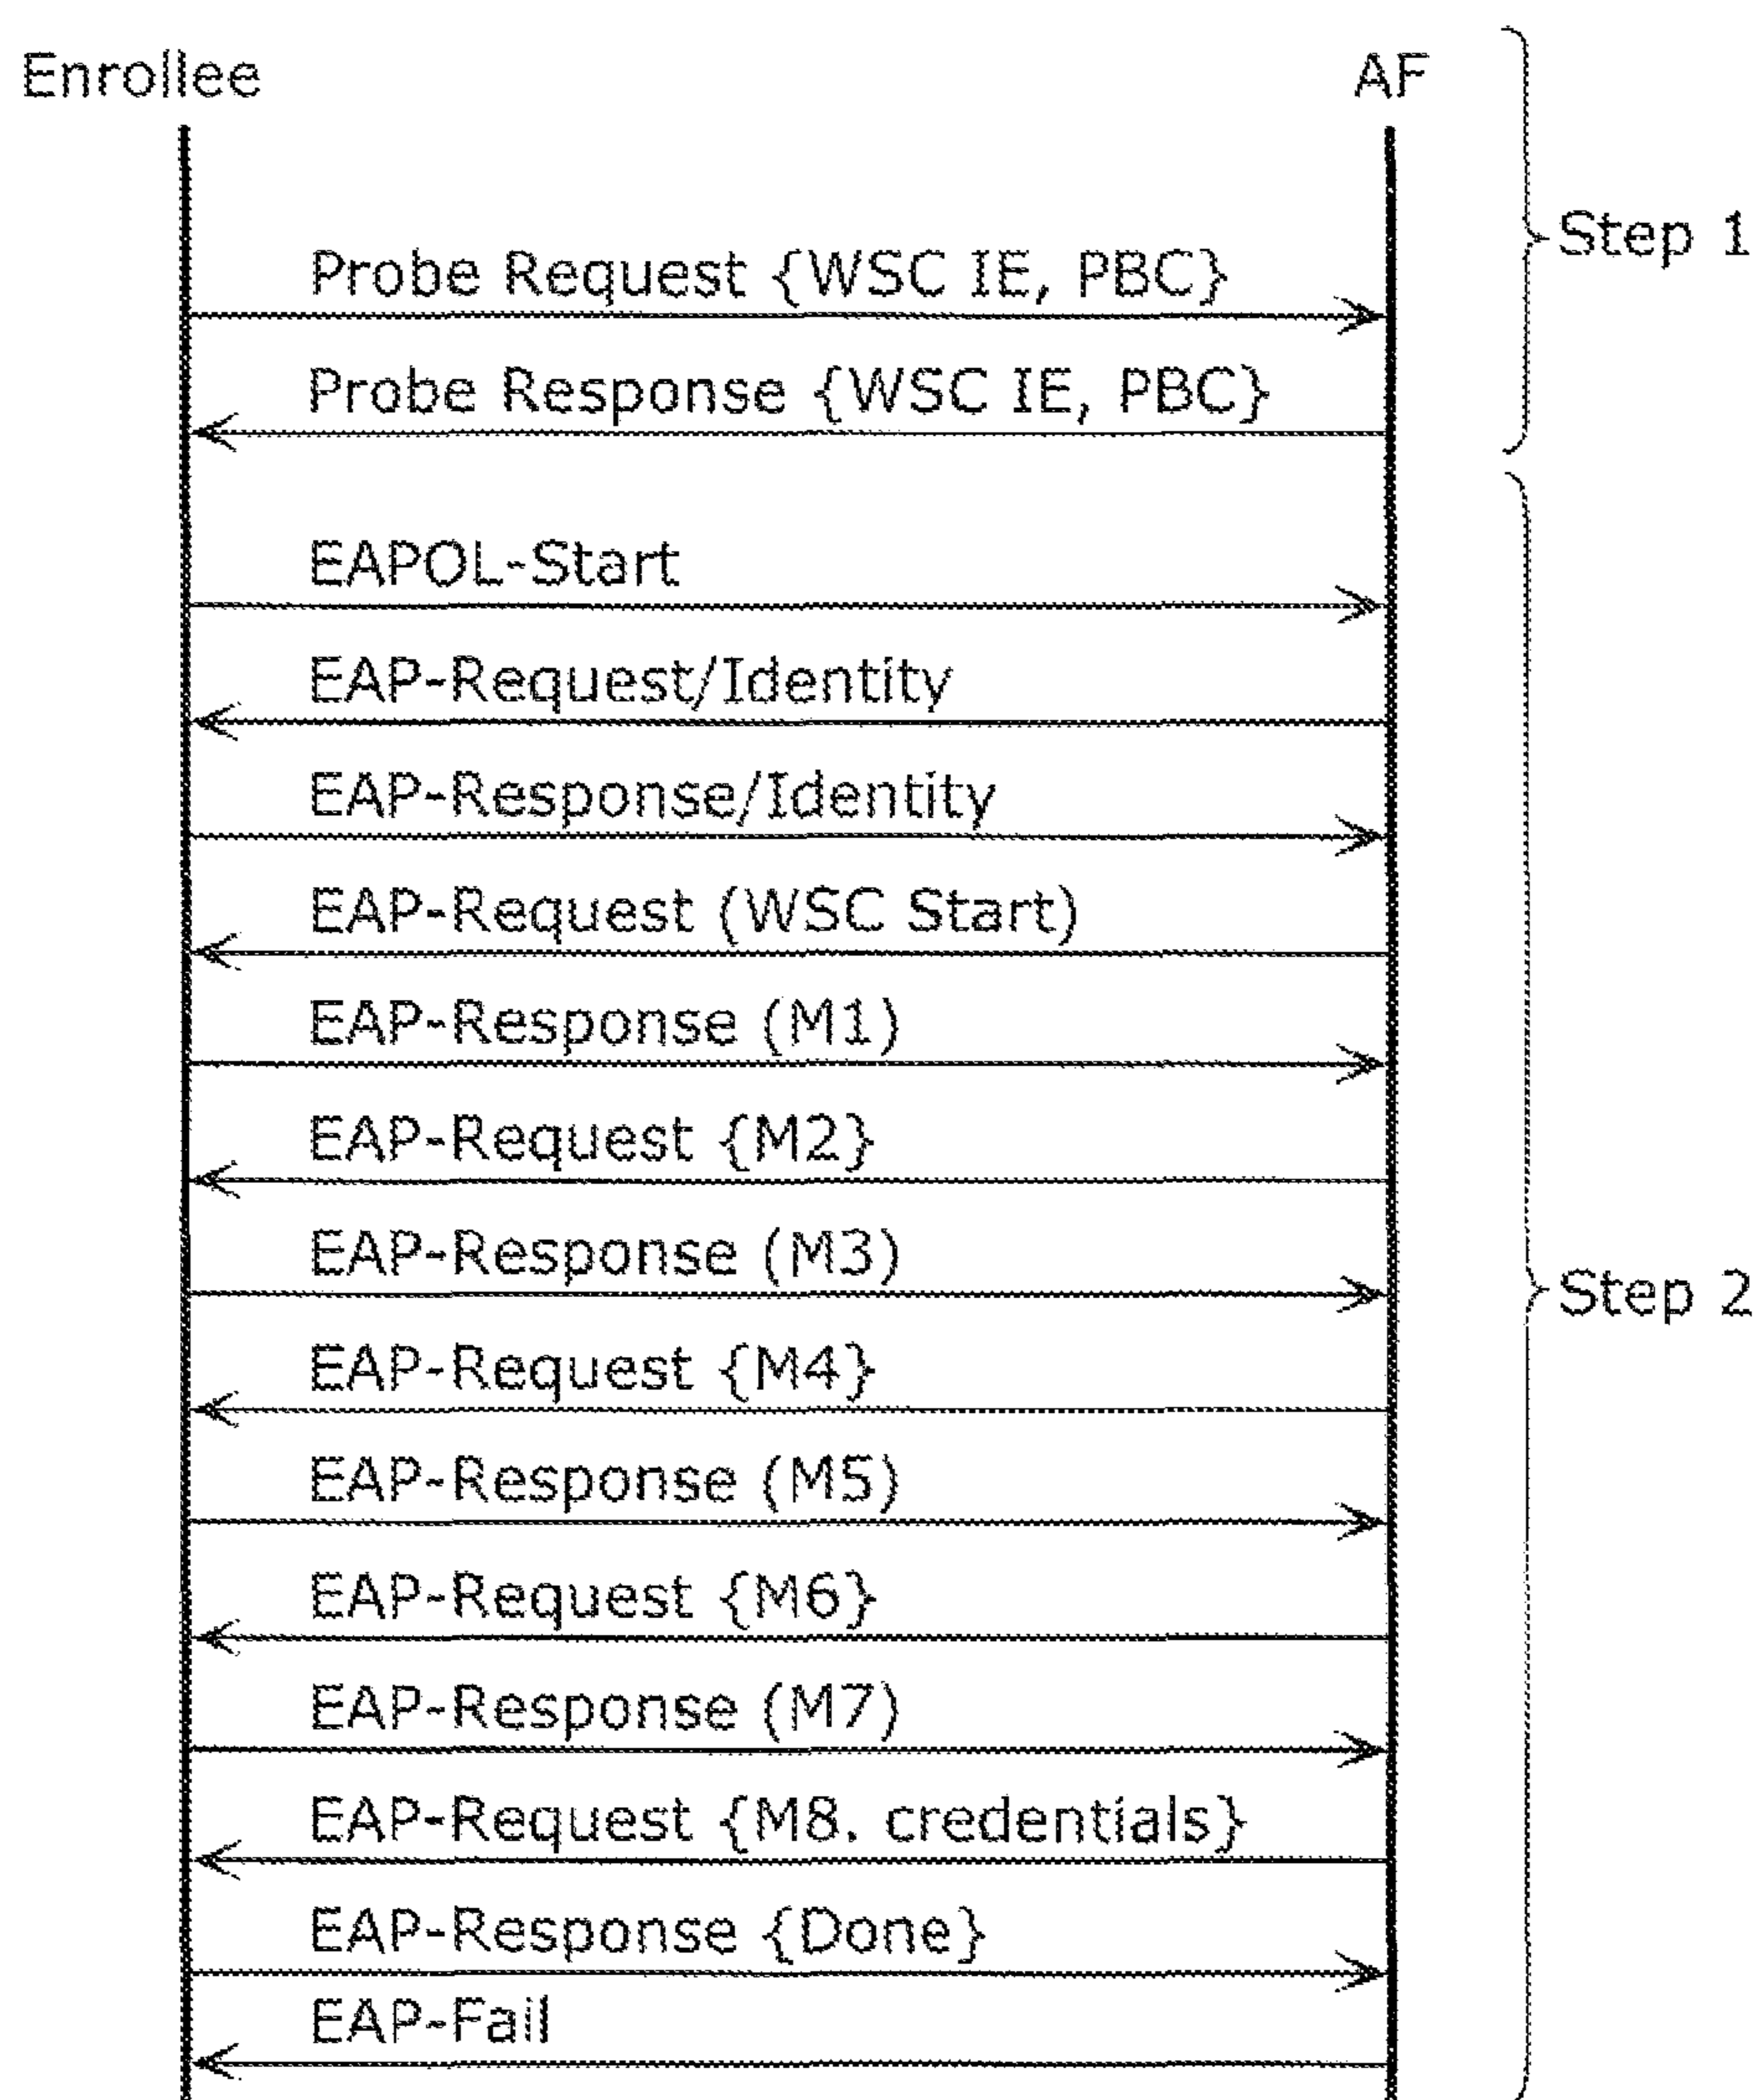 Enrollee
AF
Step 1
Probe Request {WSC IE, PBC}
Probe Response {WSC IE, PBC}
EAPOL-Start
EAP-Request/Identity
EAP-Response/Identity
EAP-Request (WSC Start)
EAP-Response (M1)
EAP-Request {M2}
EAP-Response (M3)
Step 2
EAP-Request {M4}
EAP-Response (M5)
EAP-Request {M6}
EAP-Response (M7)
EAP-Request {M8. credentials}
EAP-Response {Done}
EAP-Fail